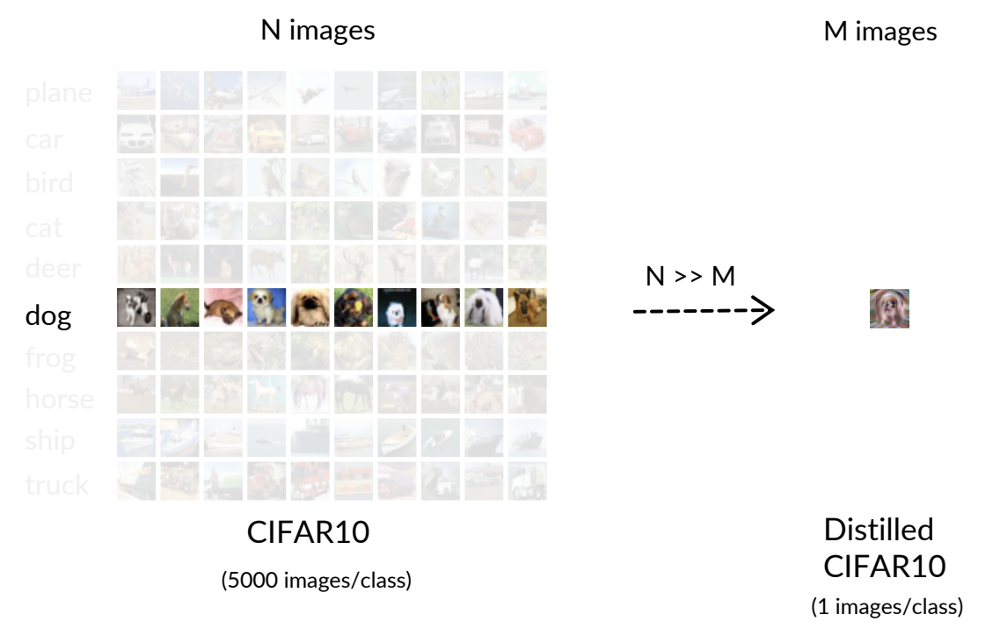 N images
M images
plane
car
bird
cat
deer
N >> M
dog
frog
horse
ship
truck
CIFAR10
(5000 images/class)
Distilled
CIFAR10
(1 images/class)